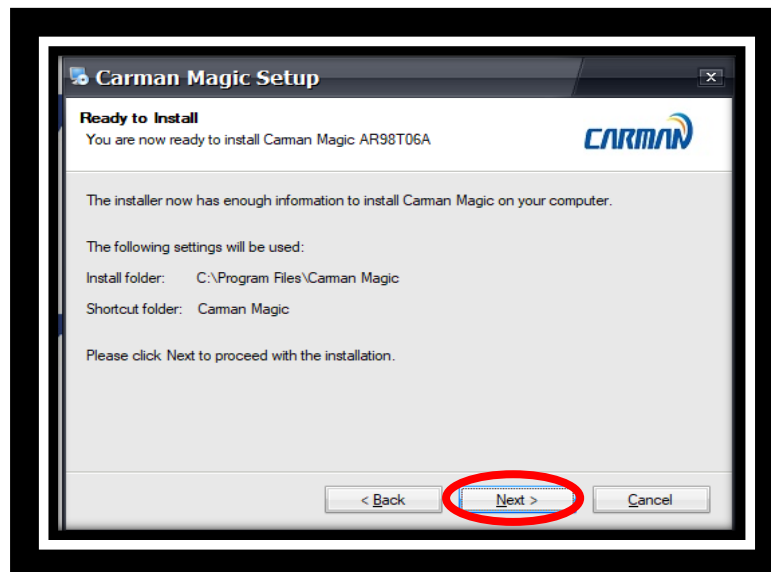 Carman Magic Setup
Ready to Install
You are now ready to install Carman Magic AR98T06A
CARMAN
The installer now has enough information to install Carman Magic on your computer.
The following settings will be used:
Install folder: C:\Program Files\Carman Magic
Shortcut folder: Carman Magic
Please click Next to proceed with the installation.
< Back Next > Cancel